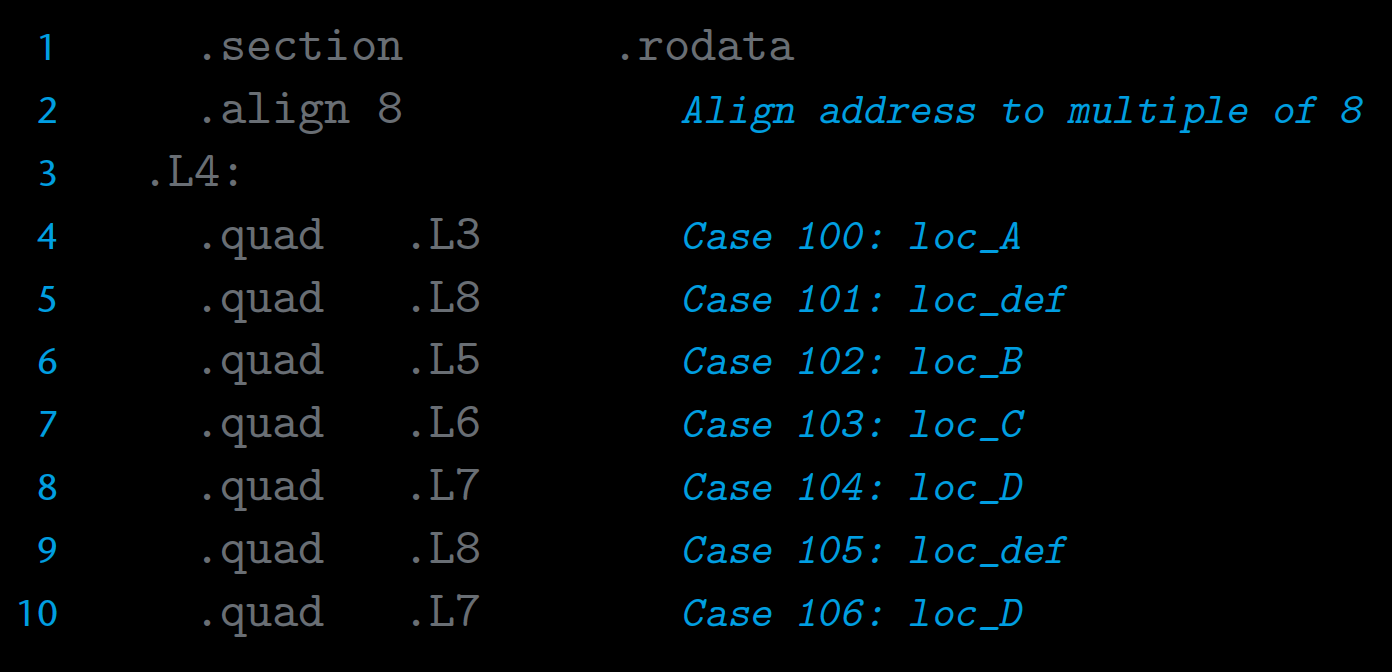 1 .section .rodata
2 .align 8 Align address to multiple of 8
3 .L4:
4 .quad .L3 Case 100: loc_A
5 .quad .L8 Case 101: loc_def
6 .quad .L5 Case 102: loc_B
7 .quad .L6 Case 103: loc_C
8 .quad .L7 Case 104: loc_D
9 .quad .L8 Case 105: loc_def
10 .quad .L7 Case 106: loc_D